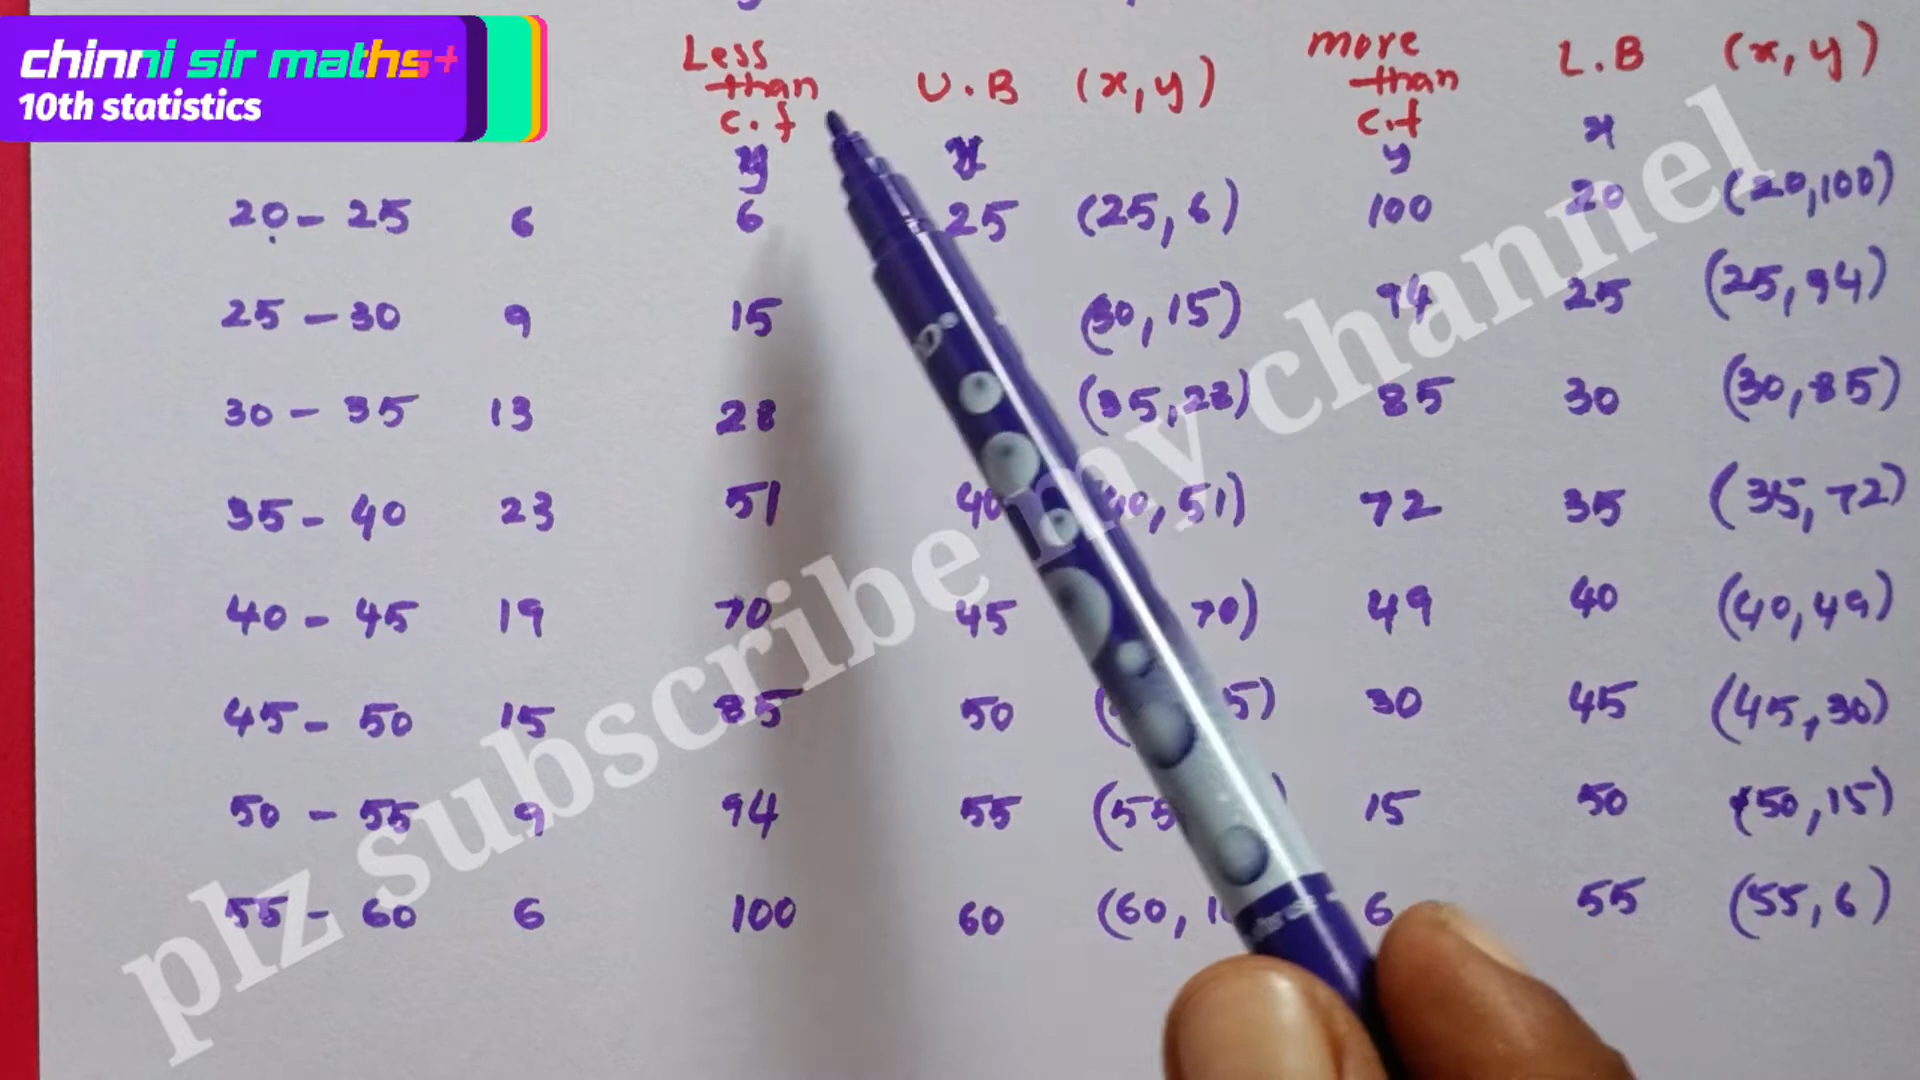 chinni sir maths+
10th statistics
Less than c.f U.B (x,y) more than c.f L.B (x,y)
y x y x
20 - 25 6 6 25 (25,6) 100 20 (20,100)
25 - 30 9 15 (30,15) 94 25 (25,94)
30 - 35 13 28 (35,28) 85 30 (30,85)
35 - 40 23 51 40 ,51) 72 35 (35,72)
40 - 45 19 70 45 70) 49 40 (40,49)
45 - 50 15 85 50 30 45 (45,30)
50 - 55 9 94 55 (55 15 50 (50,15)
55 - 60 6 100 60 (60, 6 55 (55,6)
plz subscribe my channel